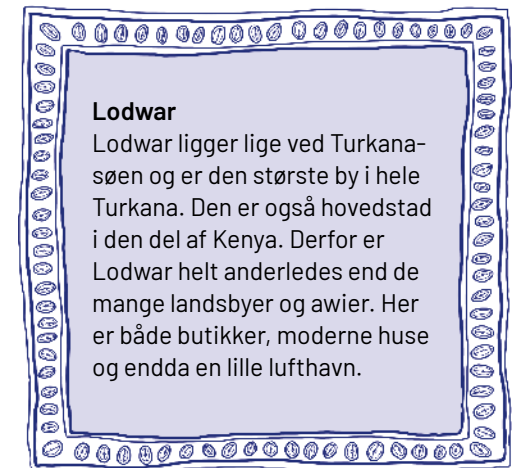 Lodwar
Lodwar ligger lige ved Turkana-
søen og er den største by i hele
Turkana. Den er også hovedstad
i den del af Kenya. Derfor er
Lodwar helt anderledes end de
mange landsbyer og awier. Her
er både butikker, moderne huse
og endda en lille lufthavn.